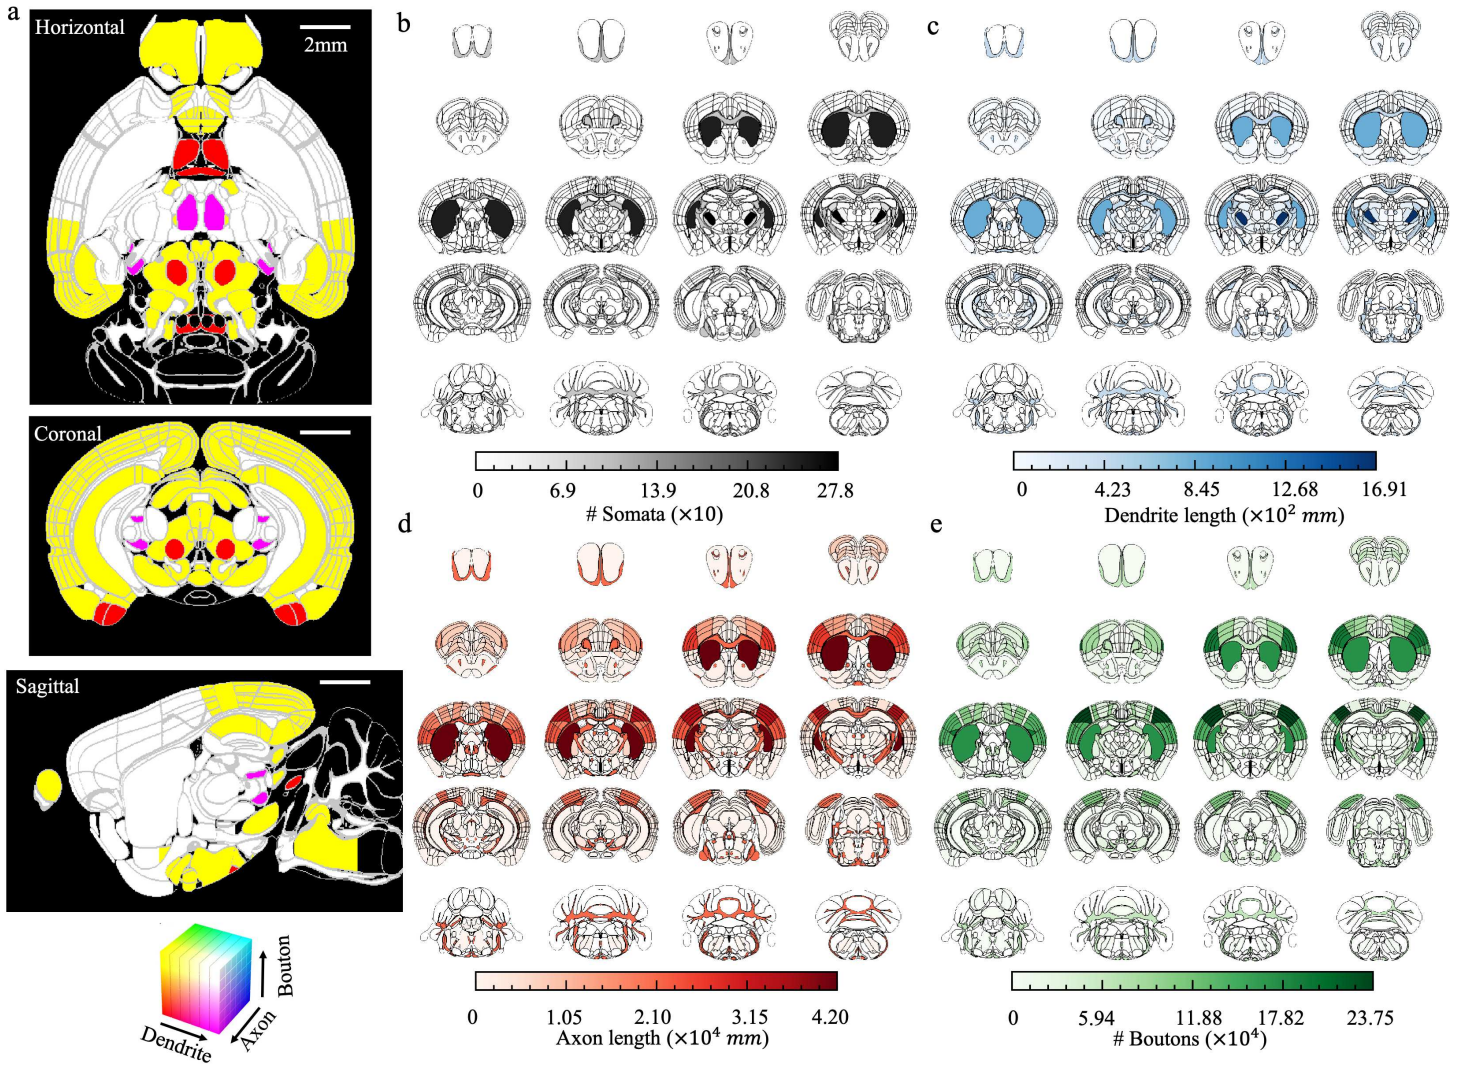 a
Horizontal
2mm
Coronal
Sagittal
Bouton
Axon
Dendrite
b
0 6.9 13.9 20.8 27.8
# Somata (×10)
c
0 4.23 8.45 12.68 16.91
Dendrite length (×10² mm)
d
0 1.05 2.10 3.15 4.20
Axon length (×10⁴ mm)
e
0 5.94 11.88 17.82 23.75
# Boutons (×10⁴)